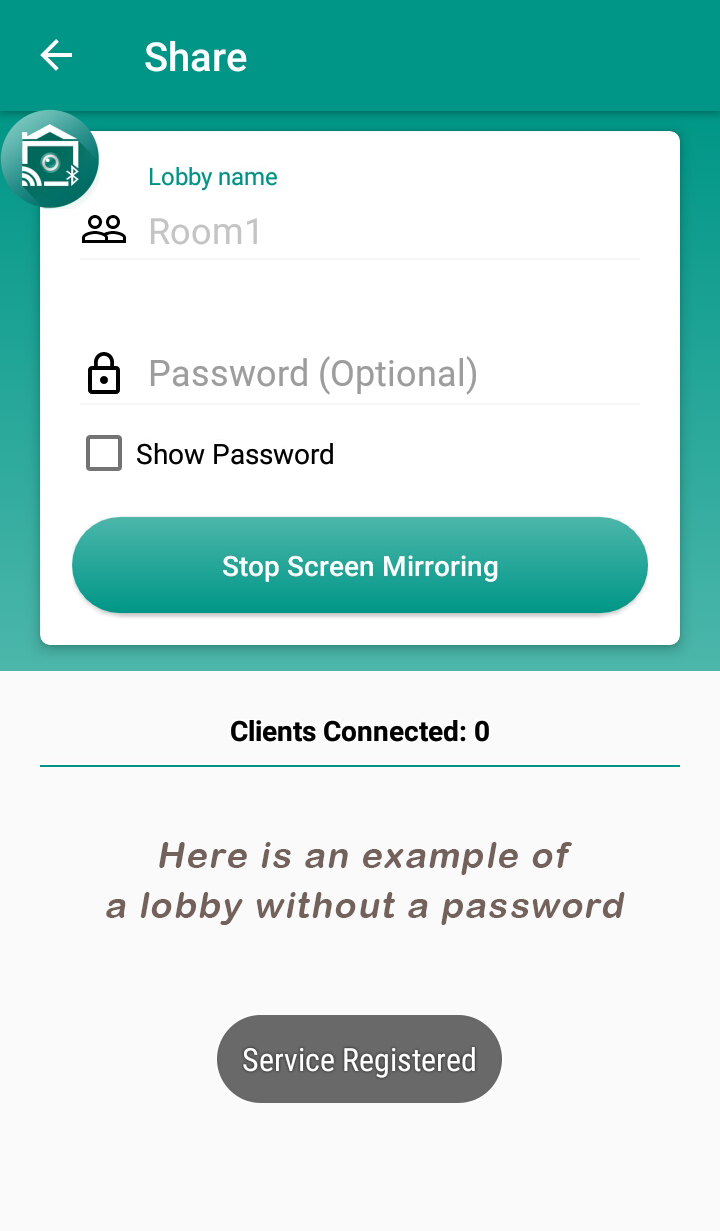 Share
Lobby name
Room1
Password (Optional)
Show Password
Stop Screen Mirroring
Clients Connected: 0
Here is an example of
a lobby without a password
Service Registered